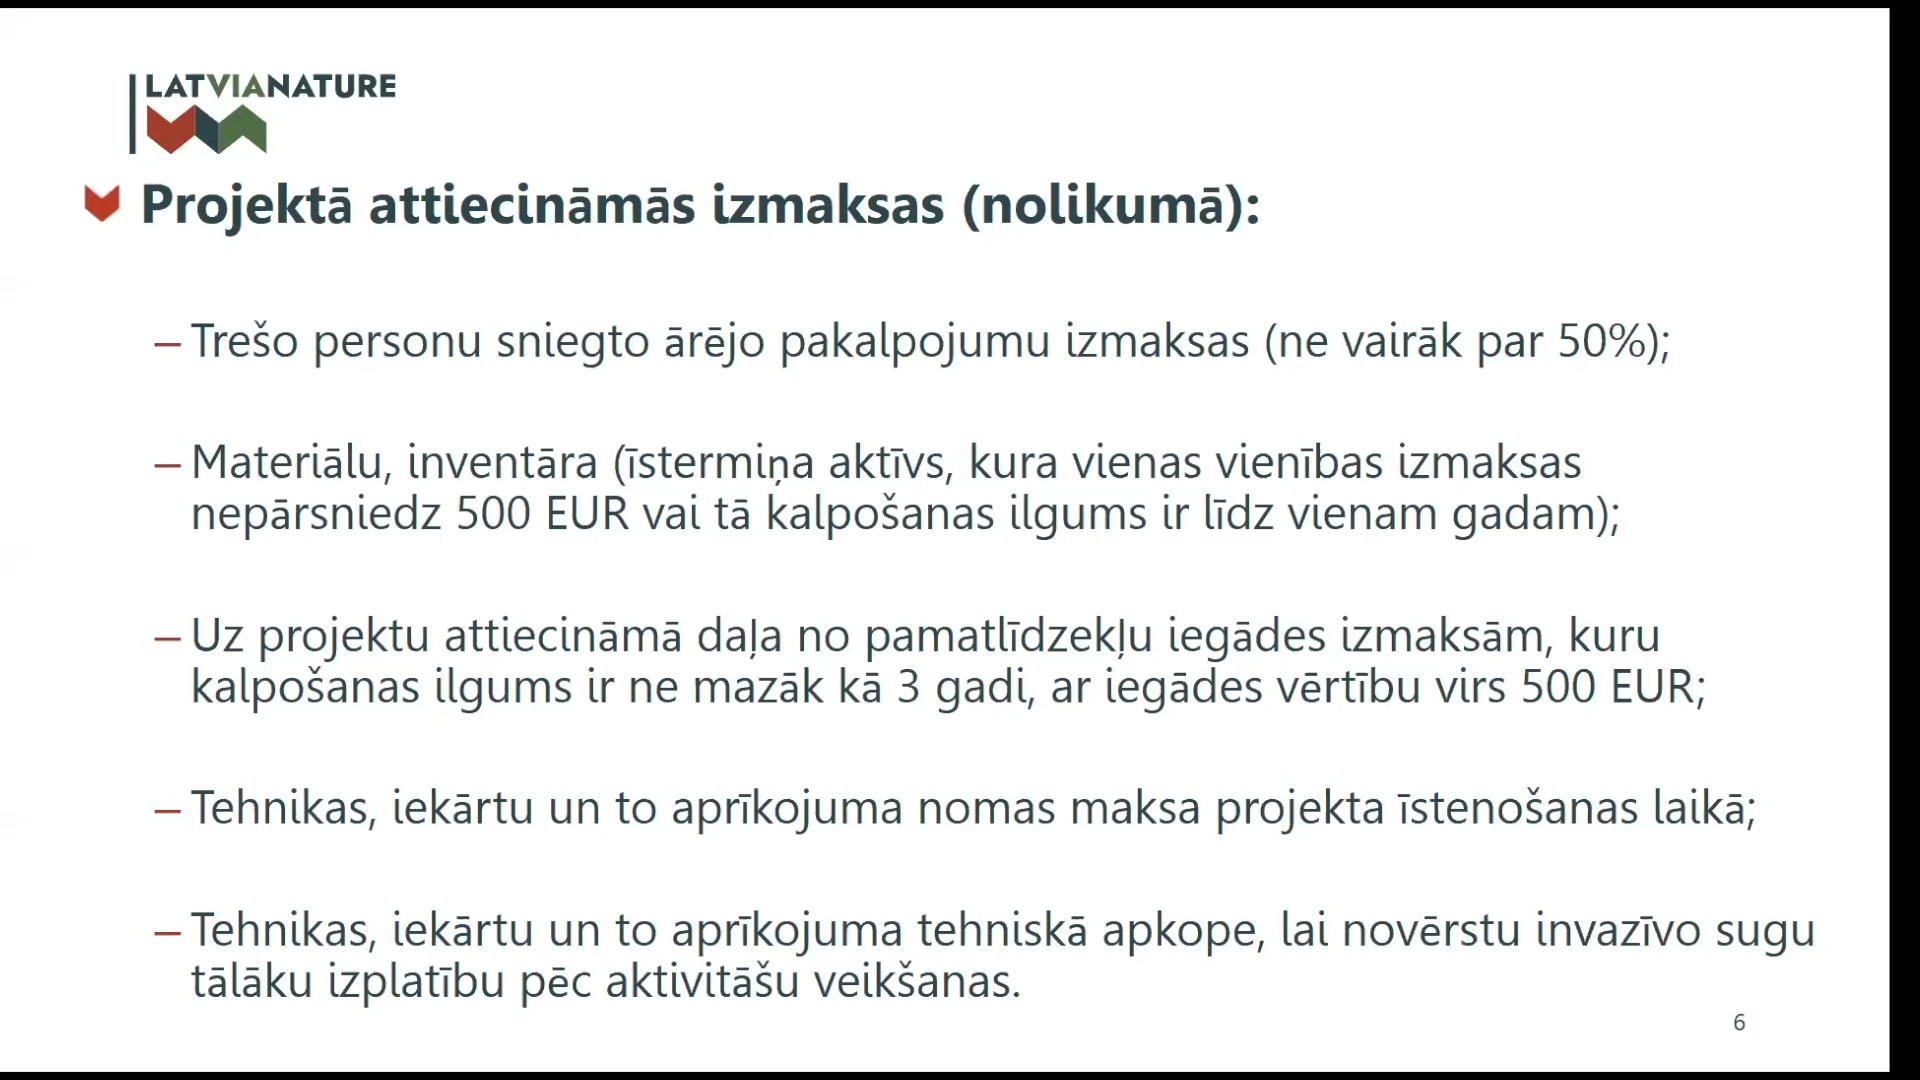 LATVIANATURE
Projektā attiecināmās izmaksas (nolikumā):
– Trešo personu sniegto ārējo pakalpojumu izmaksas (ne vairāk par 50%);
– Materiālu, inventāra (īstermiņa aktīvs, kura vienas vienības izmaksas
nepārsniedz 500 EUR vai tā kalpošanas ilgums ir līdz vienam gadam);
– Uz projektu attiecināmā daļa no pamatlīdzekļu iegādes izmaksām, kuru
kalpošanas ilgums ir ne mazāk kā 3 gadi, ar iegādes vērtību virs 500 EUR;
– Tehnikas, iekārtu un to aprīkojuma nomas maksa projekta īstenošanas laikā;
– Tehnikas, iekārtu un to aprīkojuma tehniskā apkope, lai novērstu invazīvo sugu
tālāku izplatību pēc aktivitāšu veikšanas.
6